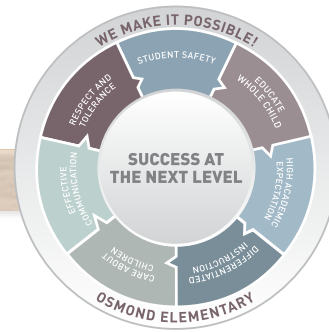 WE MAKE IT POSSIBLE!
STUDENT SAFETY
EDUCATE
WHOLE CHILD
HIGH ACADEMIC
EXPECTATION
DIFFERENTIATED
INSTRUCTION
CARE ABOUT
CHILDREN
EFFECTIVE
COMMUNICATION
RESPECT AND
TOLERANCE
SUCCESS AT
THE NEXT LEVEL
OSMOND ELEMENTARY